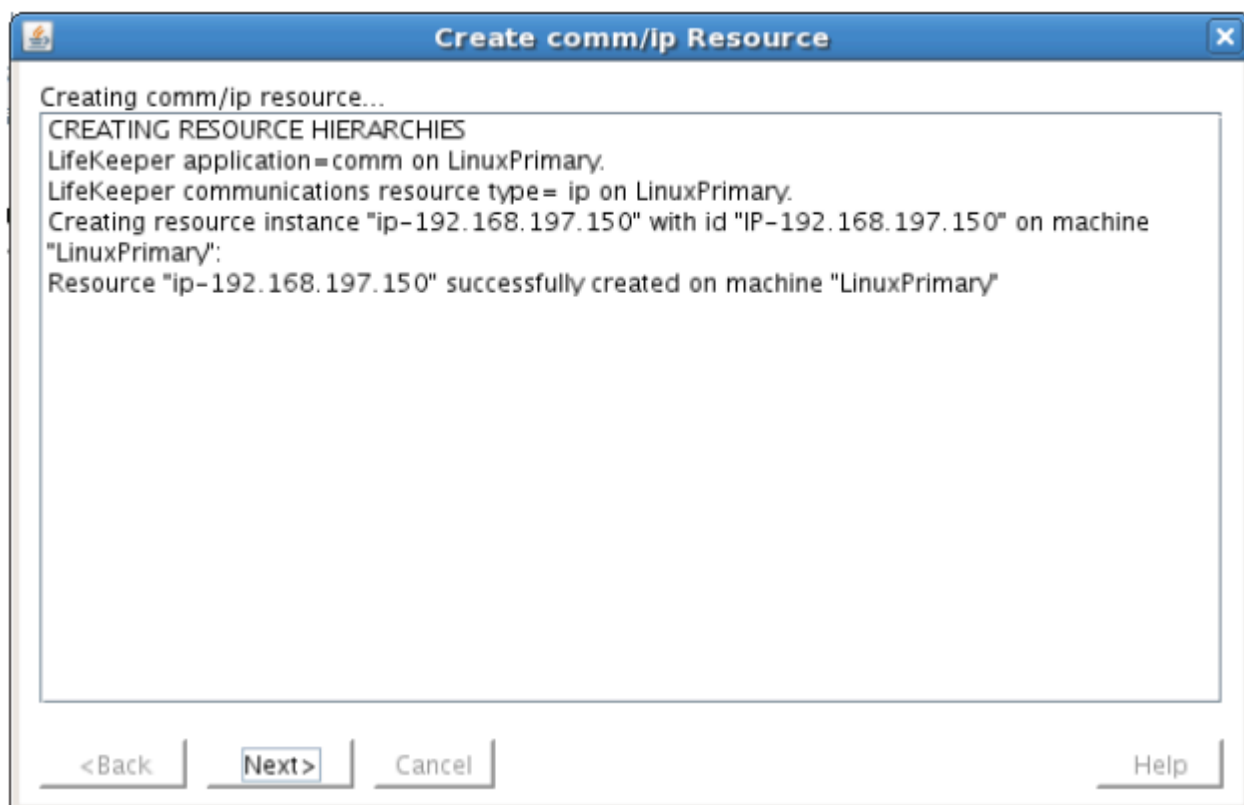 Create comm/ip Resource
Creating comm/ip resource...
CREATING RESOURCE HIERARCHIES
LifeKeeper application=comm on LinuxPrimary.
LifeKeeper communications resource type= ip on LinuxPrimary.
Creating resource instance "ip-192.168.197.150" with id "IP-192.168.197.150" on machine
"LinuxPrimary":
Resource "ip-192.168.197.150" successfully created on machine "LinuxPrimary"
<Back Next> Cancel Help